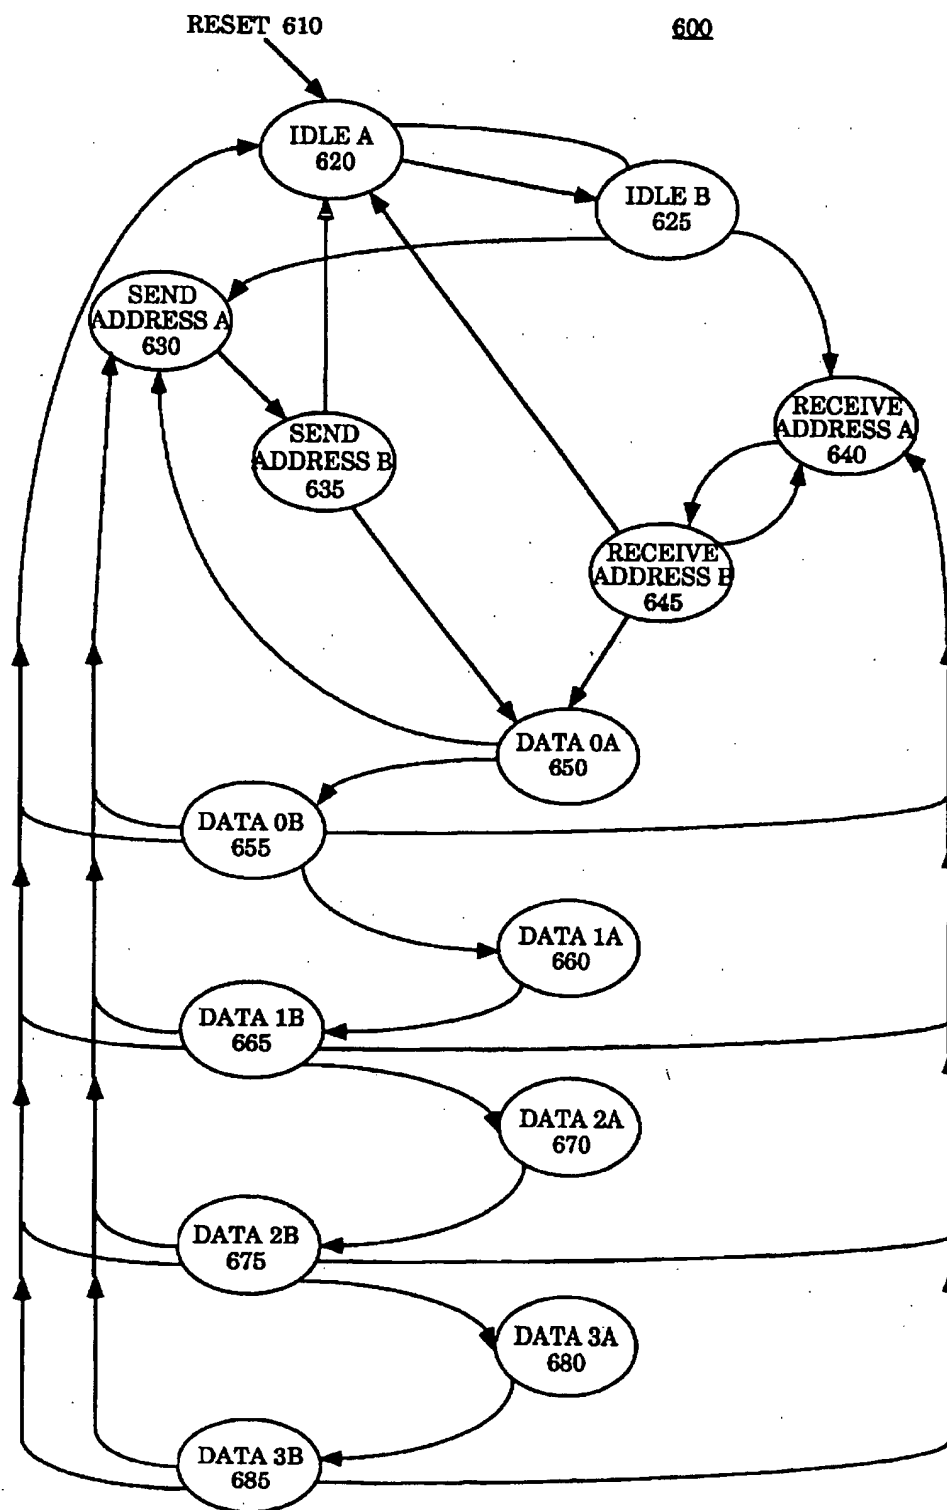 RESET 610
600
IDLE A
620
IDLE B
625
SEND
ADDRESS A
630
RECEIVE
ADDRESS A
640
SEND
ADDRESS B
635
RECEIVE
ADDRESS B
645
DATA 0A
650
DATA 0B
655
DATA 1A
660
DATA 1B
665
DATA 2A
670
DATA 2B
675
DATA 3A
680
DATA 3B
685